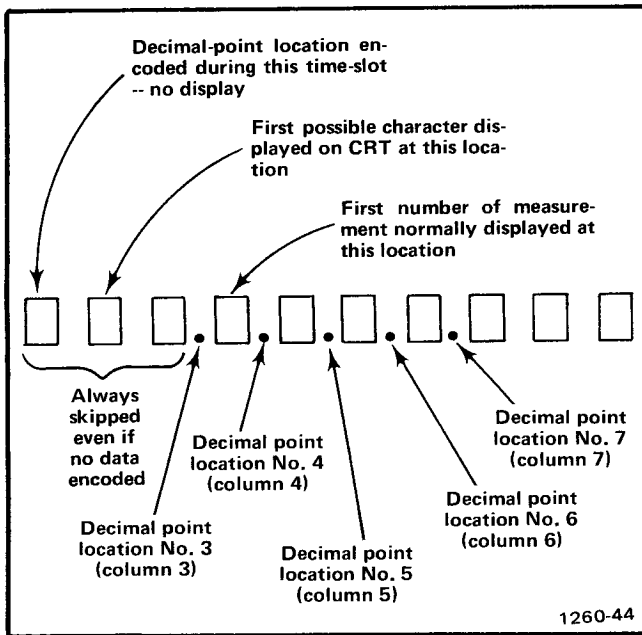 Decimal-point location en-
coded during this time-slot
-- no display
First possible character dis-
played on CRT at this loca-
tion
First number of measure-
ment normally displayed at
this location
Always
skipped
even if
no data
encoded
Decimal point
location No. 3
(column 3)
Decimal point
location No. 4
(column 4)
Decimal point
location No. 5
(column 5)
Decimal point
location No. 6
(column 6)
Decimal point
location No. 7
(column 7)
1260-44